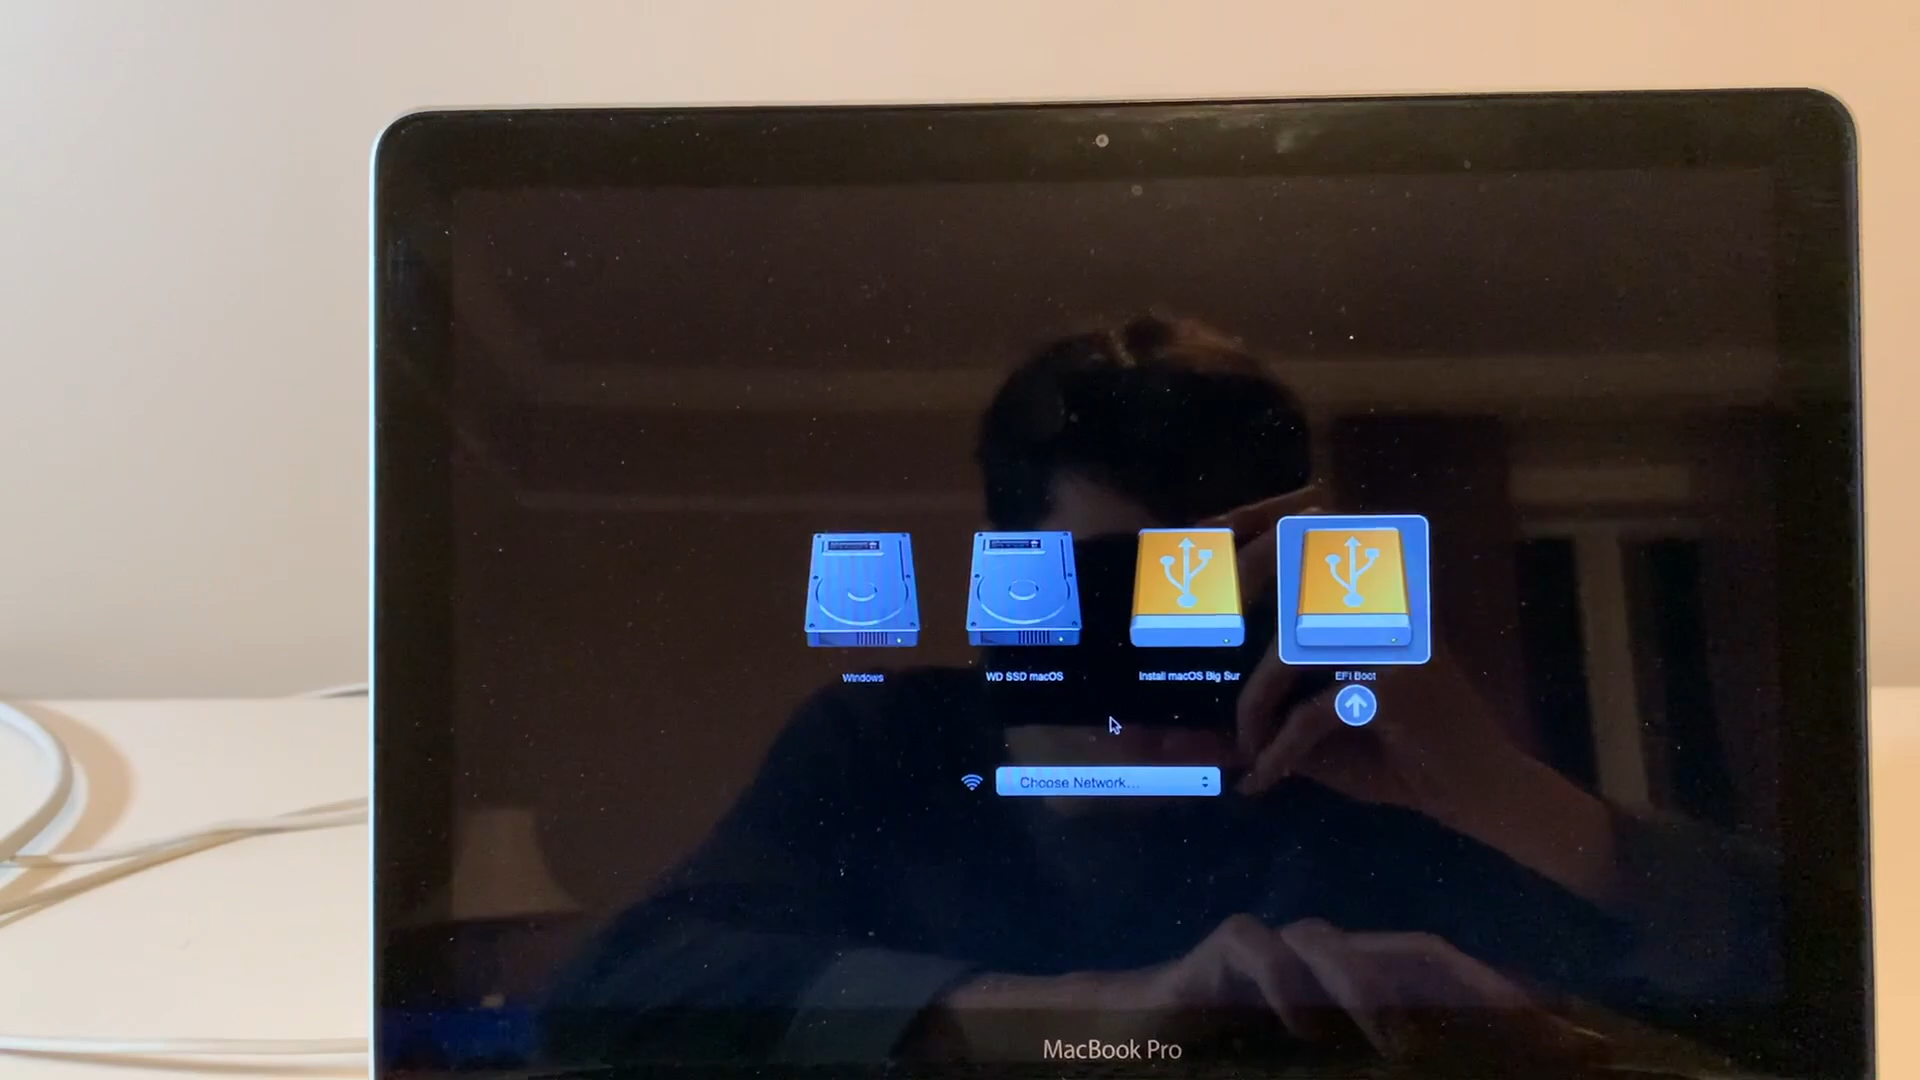 Windows
WD SSD macOS
Install macOS Big Sur
EFI Boot
Choose Network...
MacBook Pro